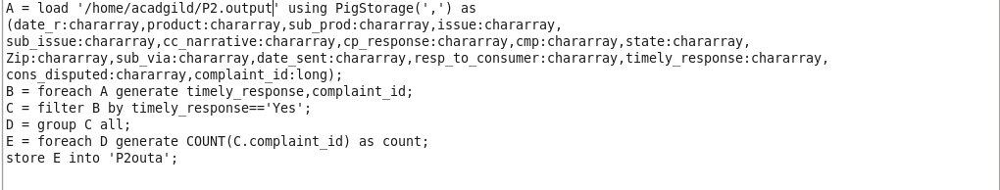 A = load '/home/acadgild/P2.output' using PigStorage(',') as
(date_r:chararray,product:chararray,sub_prod:chararray,issue:chararray,
sub_issue:chararray,cc_narrative:chararray,cp_response:chararray,cmp:chararray,state:chararray,
Zip:chararray,sub_via:chararray,date_sent:chararray,resp_to_consumer:chararray,timely_response:chararray,
cons_disputed:chararray,complaint_id:long);
B = foreach A generate timely_response,complaint_id;
C = filter B by timely_response=='Yes';
D = group C all;
E = foreach D generate COUNT(C.complaint_id) as count;
store E into 'P2outa';